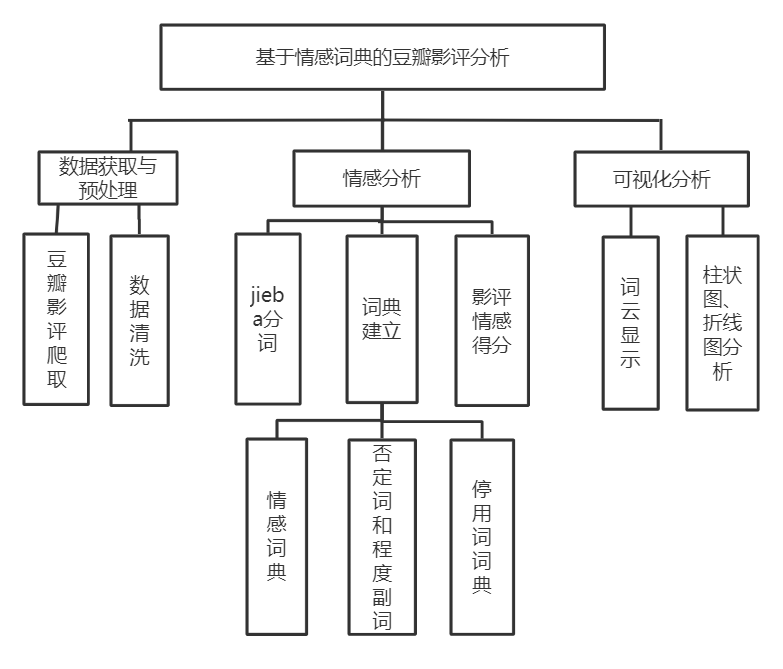 基于情感词典的豆瓣影评分析
数据获取与
预处理
情感分析
可视化分析
豆
瓣
影
评
爬
取
数
据
清
洗
jieb
a分
词
词典
建立
影评
情感
得分
词
云
显
示
柱状
图、
折线
图分
析
情
感
词
典
否
定
词
和
程
度
副
词
停
用
词
词
典